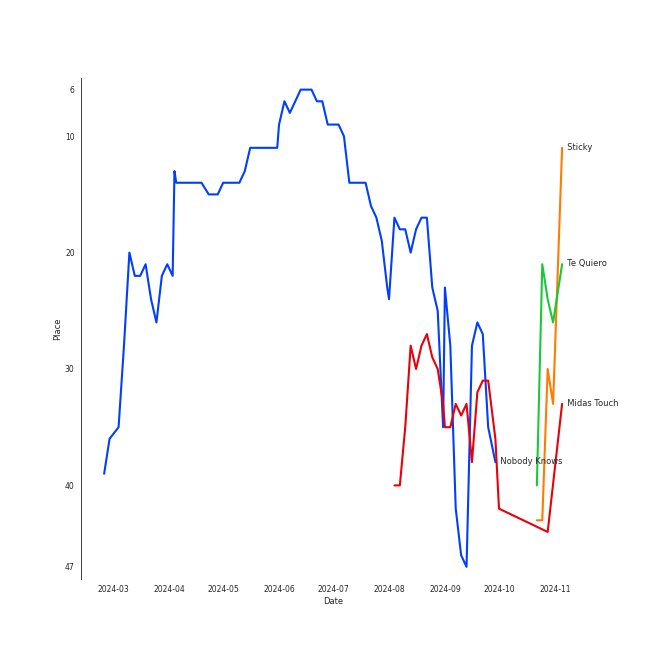 6
10
20
30
40
47
Place
2024-03
2024-04
2024-05
2024-06
2024-07
2024-08
2024-09
2024-10
2024-11
Date
Sticky
Te Quiero
Midas Touch
Nobody Knows